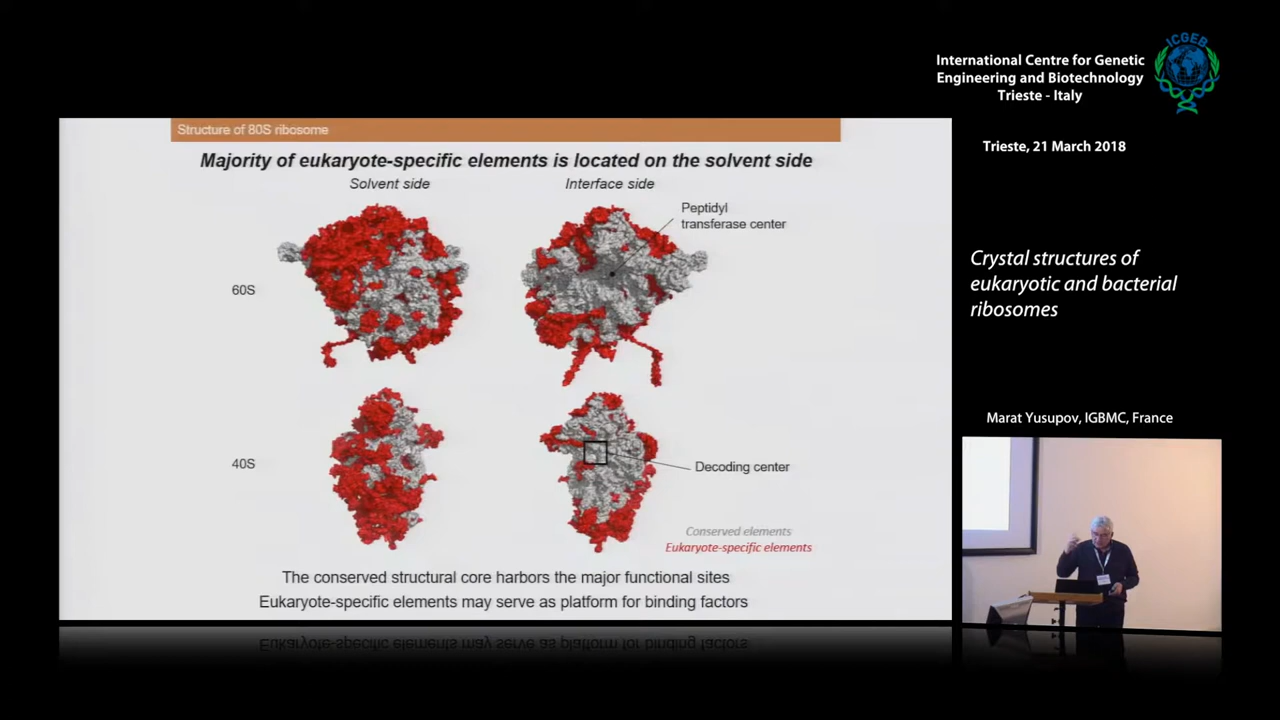 ICGEB
International Centre for Genetic
Engineering and Biotechnology
Trieste - Italy
Trieste, 21 March 2018
Crystal structures of
eukaryotic and bacterial
ribosomes
Marat Yusupov, IGBMC, France
Structure of 80S ribosome
Majority of eukaryote-specific elements is located on the solvent side
Solvent side
Interface side
Peptidyl
transferase center
60S
40S
Decoding center
Conserved elements
Eukaryote-specific elements
The conserved structural core harbors the major functional sites
Eukaryote-specific elements may serve as platform for binding factors